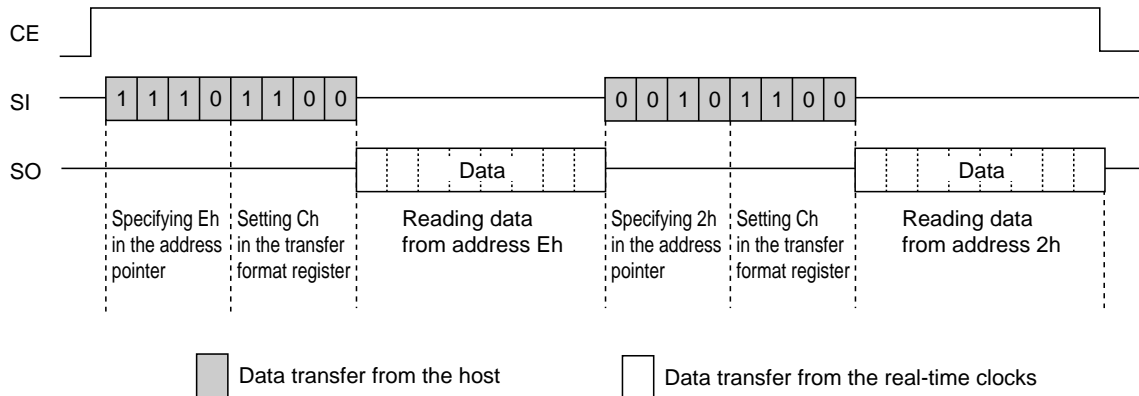 CE
SI
1 1 1 0 1 1 0 0
0 0 1 0 1 1 0 0
SO
Data
Data
Specifying Eh
in the address
pointer
Setting Ch
in the transfer
format register
Reading data
from address Eh
Specifying 2h
in the address
pointer
Setting Ch
in the transfer
format register
Reading data
from address 2h
Data transfer from the host
Data transfer from the real-time clocks